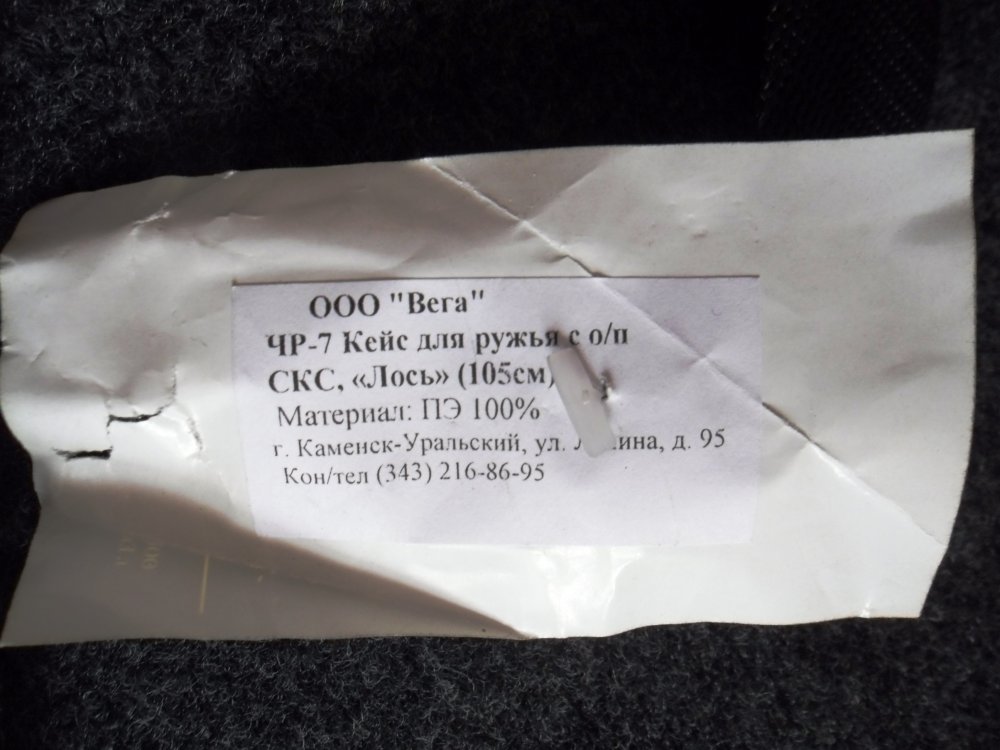 ООО "Вега"
ЧР-7 Кейс для ружья с о/п
СКС, «Лось» (105см)
Материал: ПЭ 100%
г. Каменск-Уральский, ул. д. 95
Кон/тел (343) 216-86-95